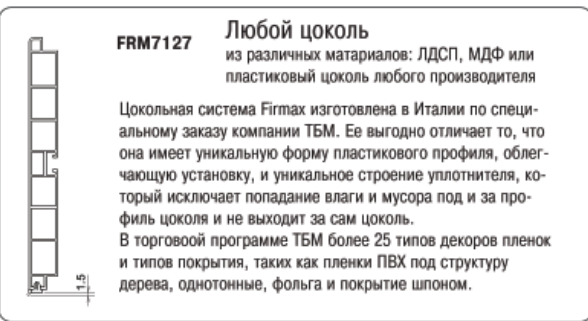 FRM7127
Любой цоколь
из различных матариалов: ЛДСП, МДФ или
пластиковый цоколь любого производителя
Цокольная система Firmax изготовлена в Италии по специ-
альному заказу компании ТБМ. Ее выгодно отличает то, что
она имеет уникальную форму пластикового профиля, облег-
чающую установку, и уникальное строение уплотнителя, ко-
торый исключает попадание влаги и мусора под и за про-
филь цоколя и не выходит за сам цоколь.
В торговоой программе ТБМ более 25 типов декоров пленок
и типов покрытия, таких как пленки ПВХ под структуру
дерева, однотонные, фольга и покрытие шпоном.
1.5